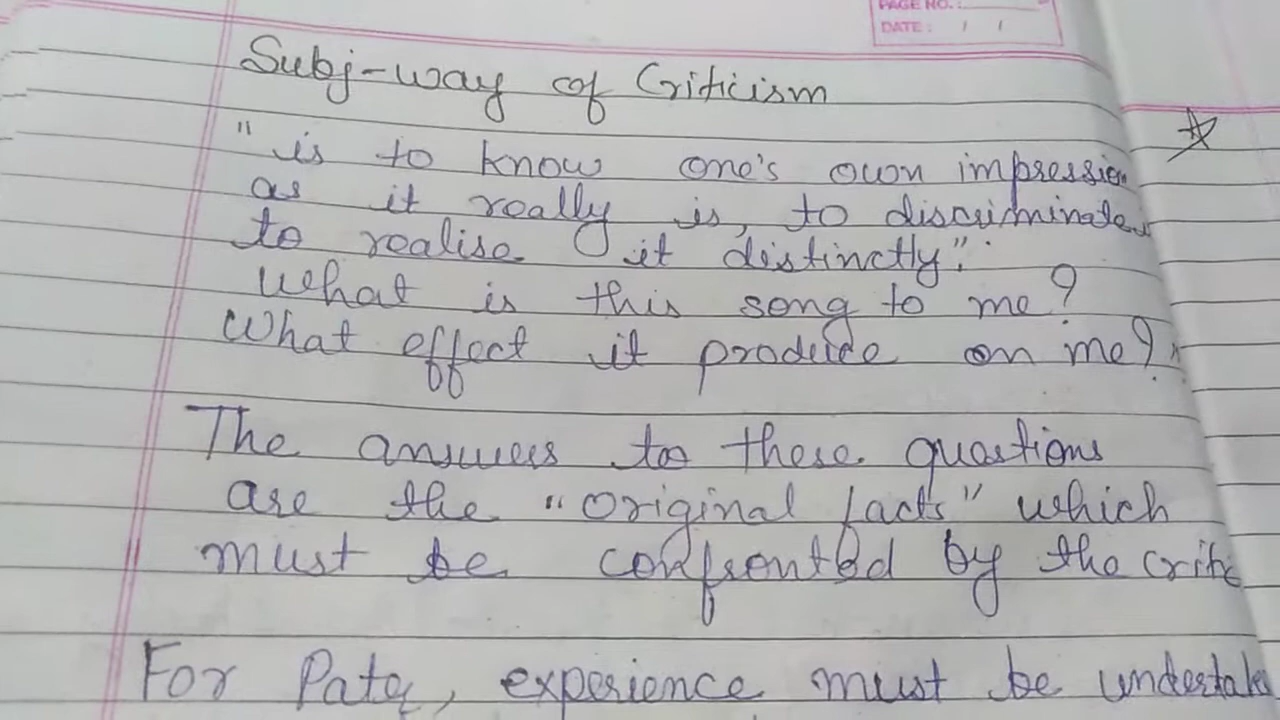 PAGE NO.:
DATE: / /
Subj-way of Criticism
"is to know one's own impression
as it really is, to discriminate,
to realise it distinctly".
What is this song to me?
What effect it produce on me?"
The answers to these questions
are the "original facts" which
must be confronted by the critic
For Pater, experience must be undertak